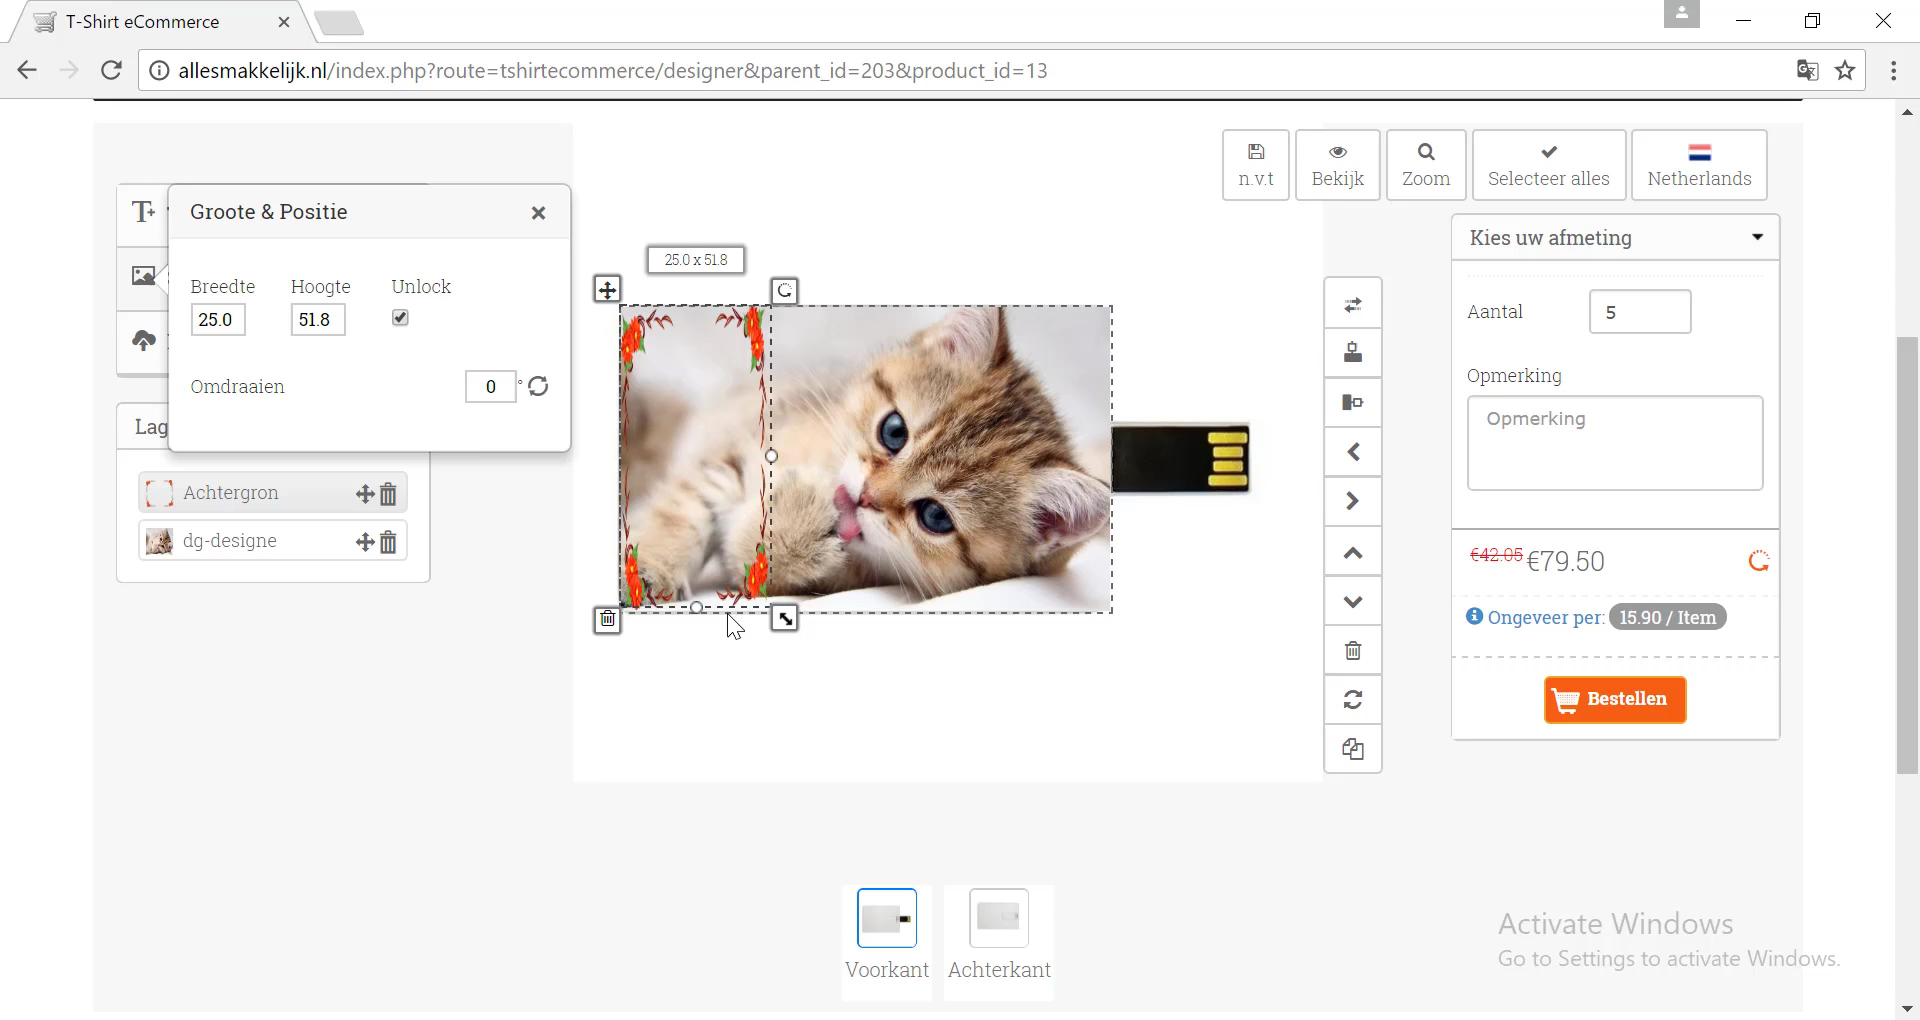 T-Shirt eCommerce
allesmakkelijk.nl/index.php?route=tshirtecommerce/designer&parent_id=203&product_id=13
n.v.t
Bekijk
Zoom
Selecteer alles
Netherlands
T+
Groote & Positie
Breedte
Hoogte
Unlock
25.0
51.8
Omdraaien
0 °
Lag
Achtergron
dg-designe
25.0 x 51.8
Kies uw afmeting
Aantal
5
Opmerking
Opmerking
€42.05 €79.50
Ongeveer per: 15.90 / Item
Bestellen
Voorkant
Achterkant
Activate Windows
Go to Settings to activate Windows.